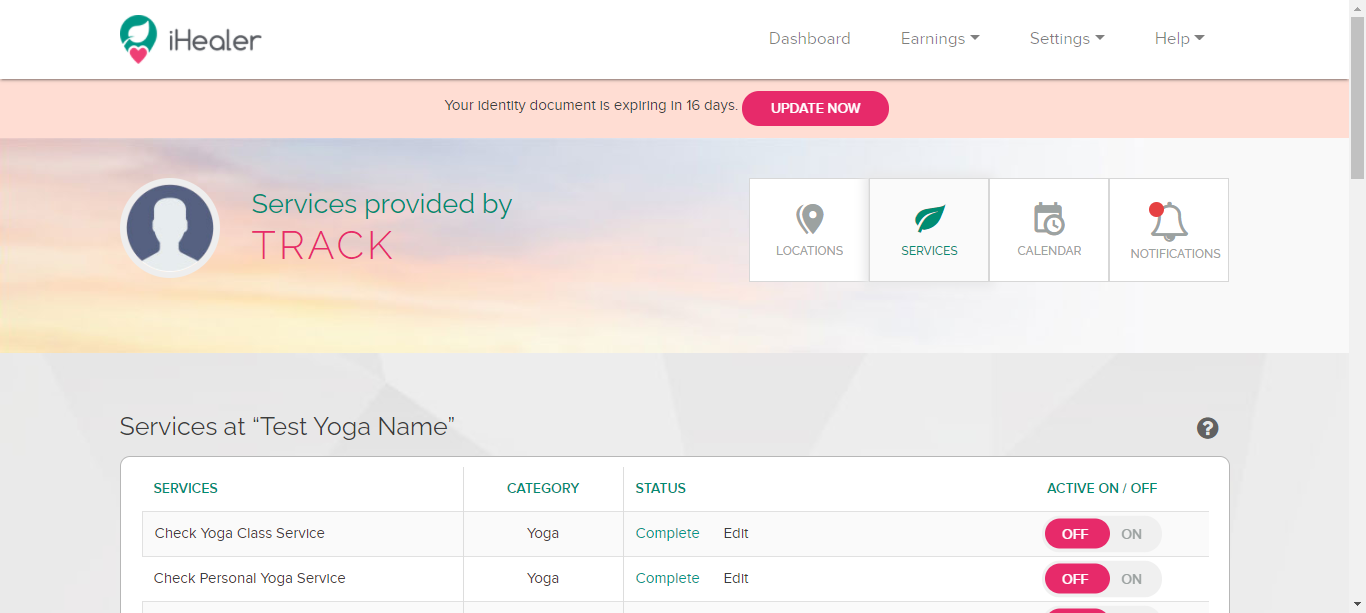 iHealer
Dashboard Earnings Settings Help
Your identity document is expiring in 16 days. UPDATE NOW
Services provided by
TRACK
LOCATIONS SERVICES CALENDAR NOTIFICATIONS
Services at “Test Yoga Name” ?
SERVICES CATEGORY STATUS ACTIVE ON / OFF
Check Yoga Class Service Yoga Complete Edit OFF ON
Check Personal Yoga Service Yoga Complete Edit OFF ON